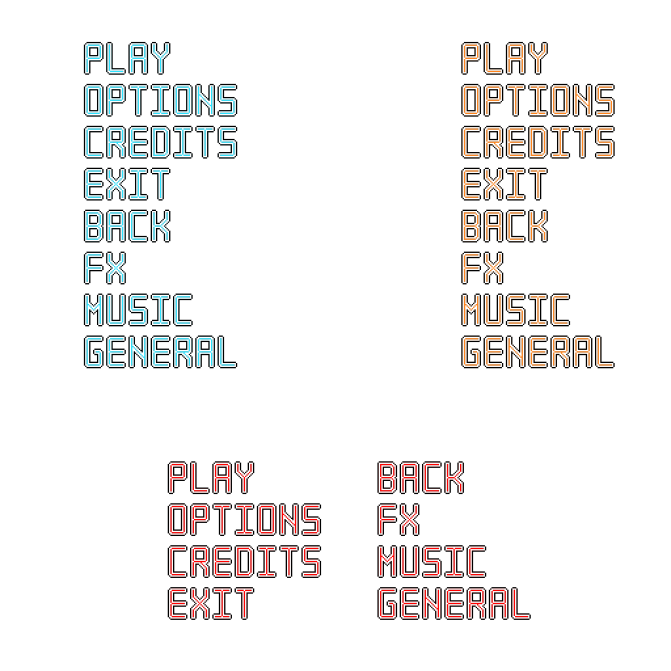 PLAY
OPTIONS
CREDITS
EXIT
BACK
FX
MUSIC
GENERAL
PLAY
OPTIONS
CREDITS
EXIT
BACK
FX
MUSIC
GENERAL
PLAY
OPTIONS
CREDITS
EXIT
BACK
FX
MUSIC
GENERAL